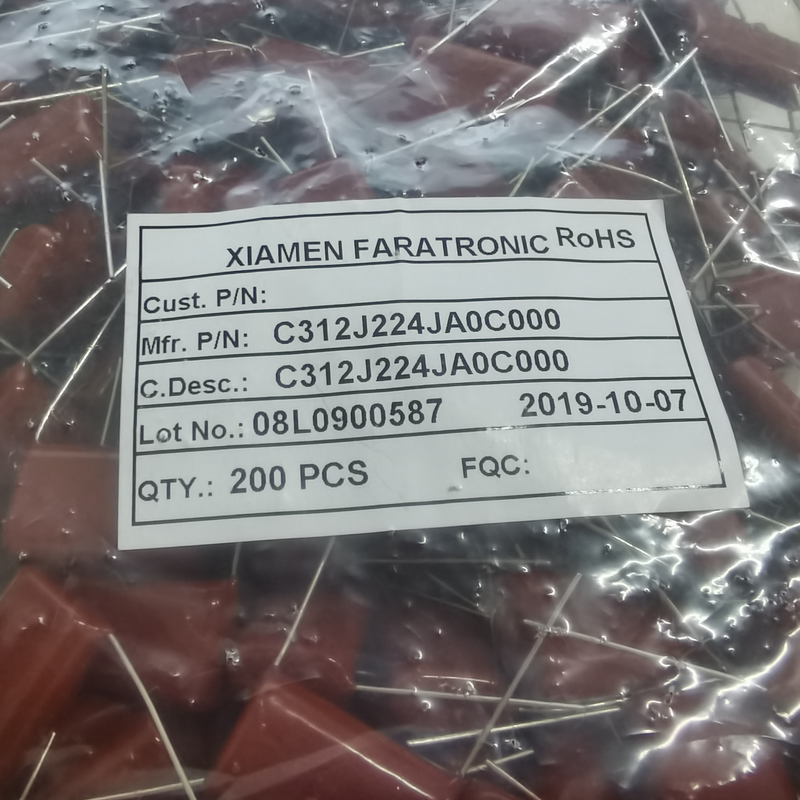 XIAMEN FARATRONIC RoHS
Cust. P/N:
Mfr. P/N: C312J224JA0C000
C.Desc.: C312J224JA0C000
Lot No.: 08L0900587 2019-10-07
QTY.: 200 PCS FQC: